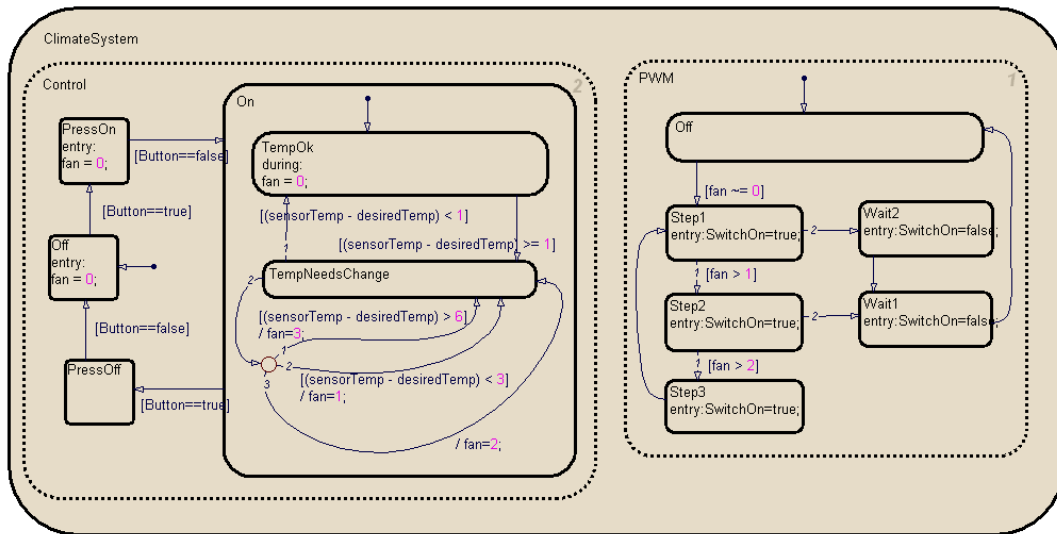 ClimateSystem
Control
2
PressOn
entry:
fan = 0;
[Button==false]
[Button==true]
Off
entry:
fan = 0;
[Button==false]
PressOff
[Button==true]
On
TempOk
during:
fan = 0;
[(sensorTemp - desiredTemp) < 1]
1
[(sensorTemp - desiredTemp) >= 1]
TempNeedsChange
2
[(sensorTemp - desiredTemp) > 6]
/ fan=3;
1
2
3
[(sensorTemp - desiredTemp) < 3]
/ fan=1;
/ fan=2;
PWM
1
Off
[fan ~= 0]
Step1
entry:SwitchOn=true;
2
Wait2
entry:SwitchOn=false;
1
[fan > 1]
Step2
entry:SwitchOn=true;
2
Wait1
entry:SwitchOn=false;
1
[fan > 2]
Step3
entry:SwitchOn=true;